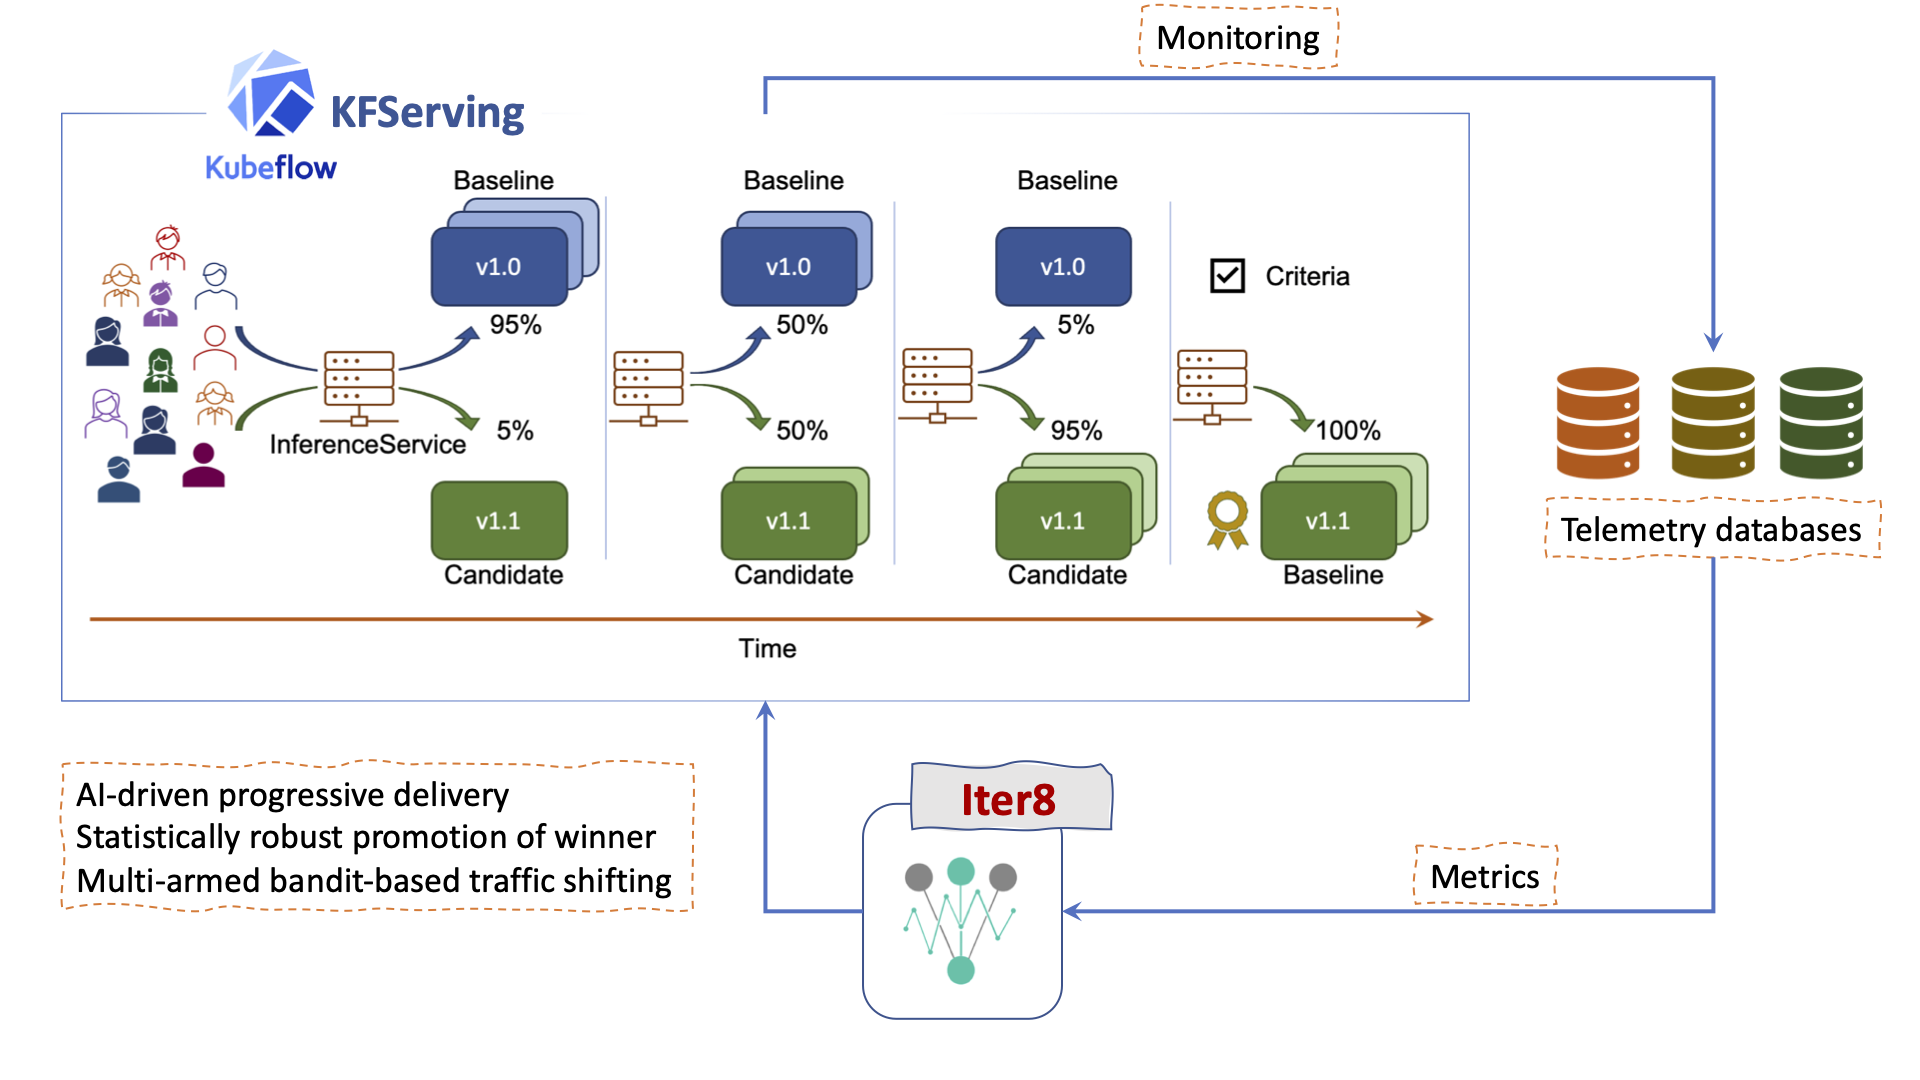 Monitoring
KFServing
Kubeflow
Baseline
Baseline
Baseline
v1.0
v1.0
v1.0
Criteria
95%
50%
5%
InferenceService
5%
50%
95%
100%
v1.1
v1.1
v1.1
v1.1
Candidate
Candidate
Candidate
Baseline
Time
Telemetry databases
AI-driven progressive delivery
Statistically robust promotion of winner
Multi-armed bandit-based traffic shifting
Iter8
Metrics